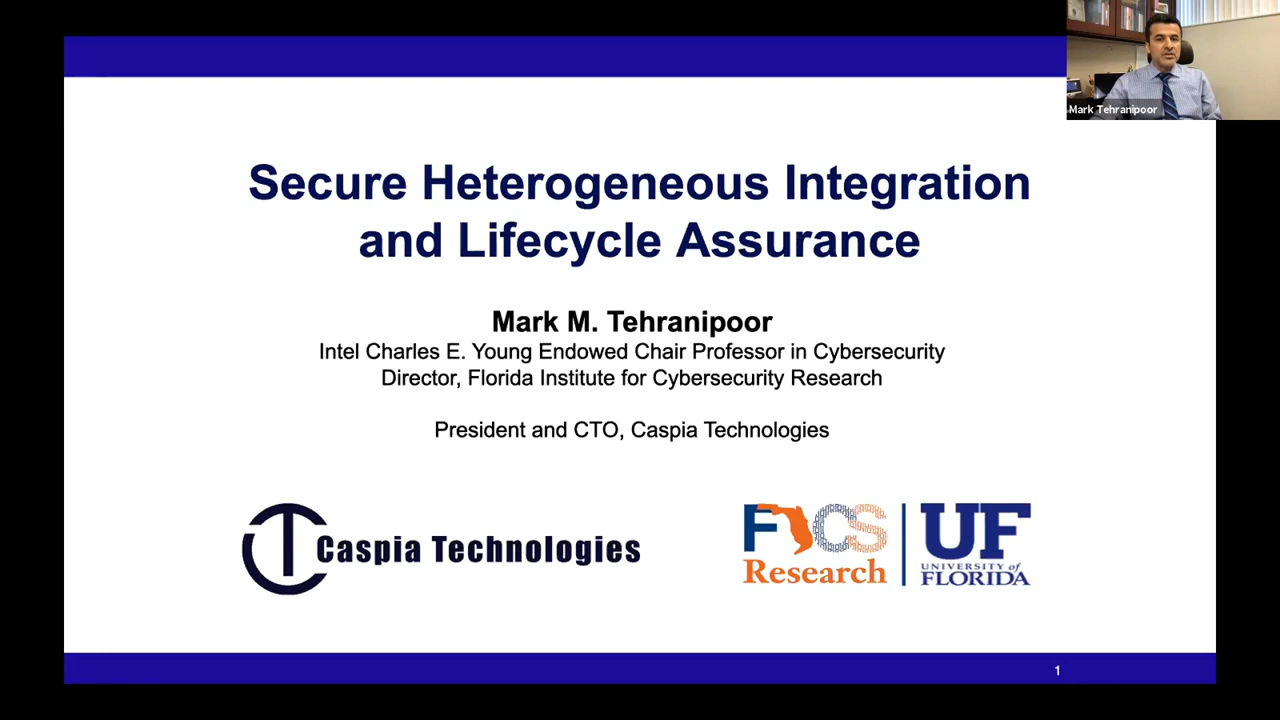 Mark Tehranipoor
Secure Heterogeneous Integration
and Lifecycle Assurance
Mark M. Tehranipoor
Intel Charles E. Young Endowed Chair Professor in Cybersecurity
Director, Florida Institute for Cybersecurity Research
President and CTO, Caspia Technologies
Caspia Technologies
FICS
Research
UF
UNIVERSITY of
FLORIDA
1